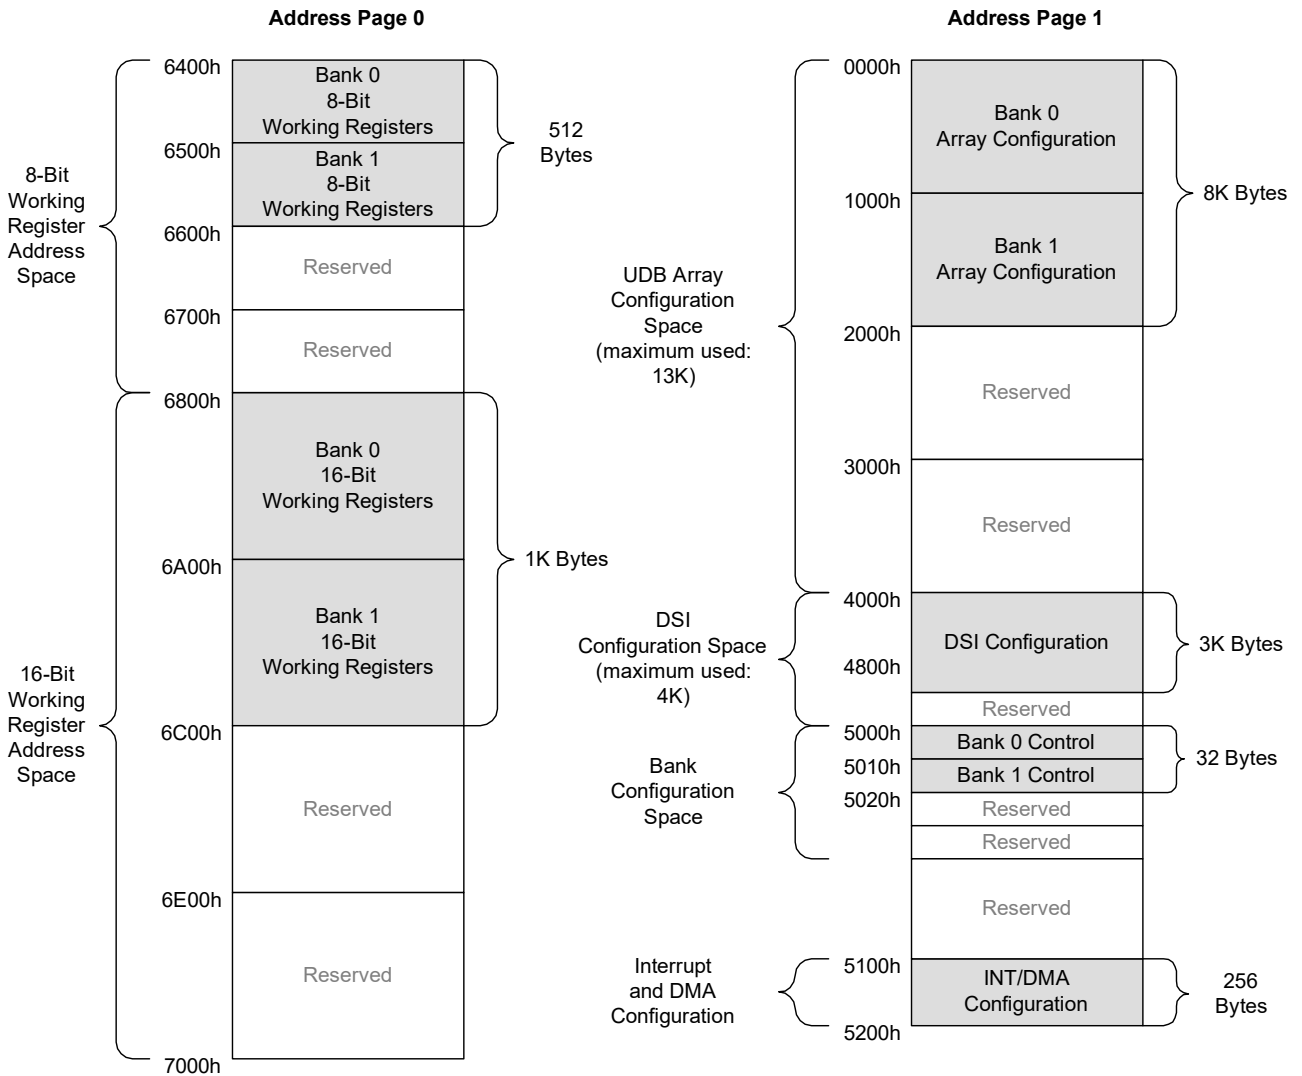 Address Page 0
6400h
Bank 0
8-Bit
Working Registers
6500h
Bank 1
8-Bit
Working Registers
512
Bytes
8-Bit
Working
Register
Address
Space
6600h
Reserved
6700h
Reserved
6800h
Bank 0
16-Bit
Working Registers
6A00h
1K Bytes
Bank 1
16-Bit
Working Registers
16-Bit
Working
Register
Address
Space
6C00h
Reserved
6E00h
Reserved
7000h
Address Page 1
0000h
Bank 0
Array Configuration
1000h
8K Bytes
Bank 1
Array Configuration
UDB Array
Configuration
Space
(maximum used:
13K)
2000h
Reserved
3000h
Reserved
4000h
DSI Configuration
3K Bytes
4800h
DSI
Configuration Space
(maximum used:
4K)
Reserved
5000h
Bank 0 Control
5010h
Bank 1 Control
32 Bytes
5020h
Bank
Configuration
Space
Reserved
Reserved
Reserved
Interrupt
and DMA
Configuration
5100h
INT/DMA
Configuration
256
Bytes
5200h